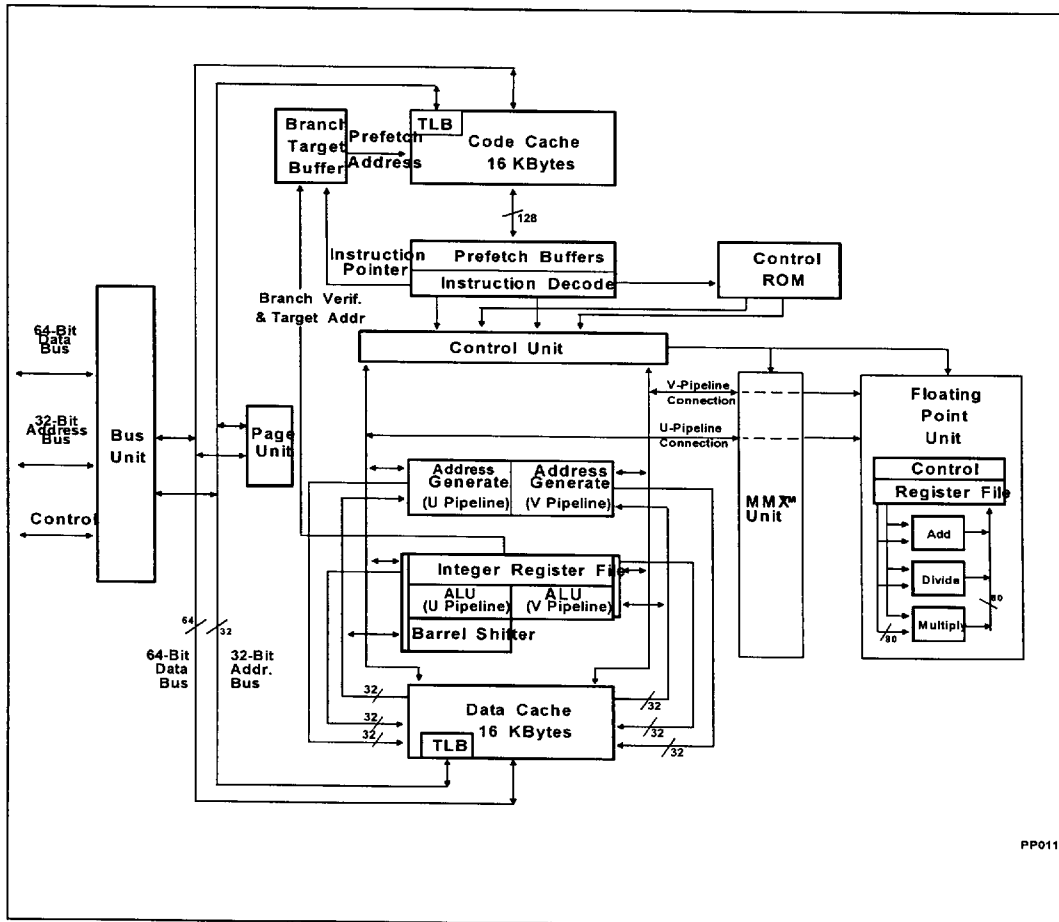 TLB
Code Cache
16 KBytes
Branch
Target
Buffer
Prefetch
Address
128
Prefetch Buffers
Instruction Decode
Instruction
Pointer
Control
ROM
Branch Verif.
& Target Addr
Control Unit
64-Bit
Data
Bus
32-Bit
Address
Bus
Control
Bus
Unit
Page
Unit
V-Pipeline
Connection
U-Pipeline
Connection
MMX™
Unit
Floating
Point
Unit
Control
Register File
Add
Divide
Multiply
80
80
Address
Generate
(U Pipeline)
Address
Generate
(V Pipeline)
Integer Register File
ALU
(U Pipeline)
ALU
(V Pipeline)
Barrel Shifter
64
32
64-Bit
Data
Bus
32-Bit
Addr.
Bus
32
32
32
32
32
32
Data Cache
16 KBytes
TLB
PP011